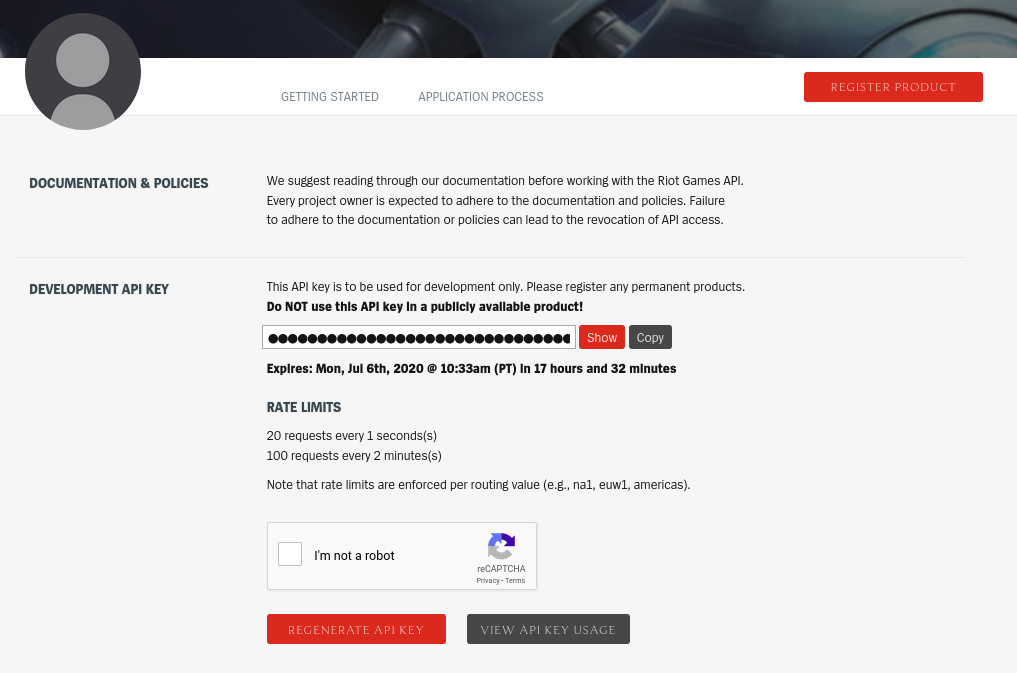 GETTING STARTED
APPLICATION PROCESS
REGISTER PRODUCT
DOCUMENTATION & POLICIES
We suggest reading through our documentation before working with the Riot Games API.
Every project owner is expected to adhere to the documentation and policies. Failure
to adhere to the documentation or policies can lead to the revocation of API access.
DEVELOPMENT API KEY
This API key is to be used for development only. Please register any permanent products.
Do NOT use this API key in a publicly available product!
Show
Copy
Expires: Mon, Jul 6th, 2020 @ 10:33am (PT) in 17 hours and 32 minutes
RATE LIMITS
20 requests every 1 seconds(s)
100 requests every 2 minutes(s)
Note that rate limits are enforced per routing value (e.g., na1, euw1, americas).
I'm not a robot
reCAPTCHA
Privacy - Terms
REGENERATE API KEY
VIEW API KEY USAGE